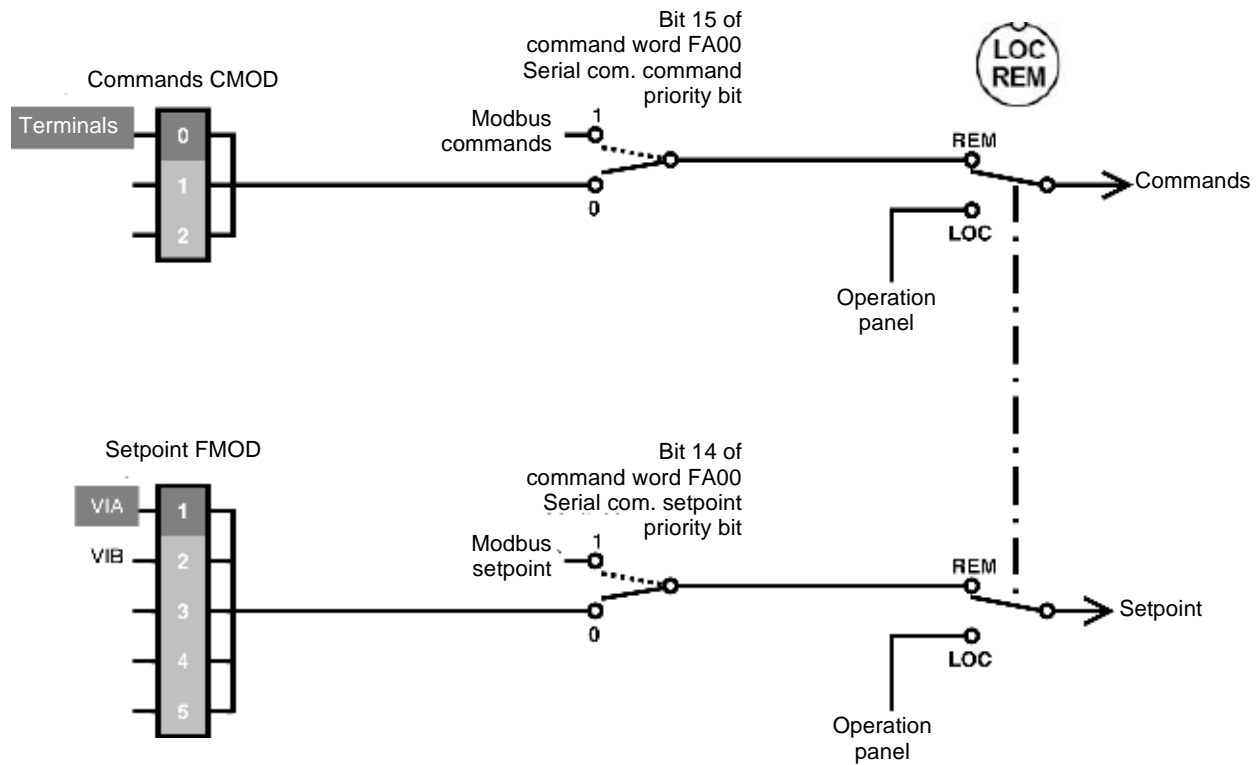 Bit 15 of
command word FA00
Serial com. command
priority bit
LOC
REM
Commands CMOD
Terminals
0
1
2
Modbus
commands
1
0
REM
LOC
Commands
Operation
panel
Setpoint FMOD
VIA
VIB
1
2
3
4
5
Bit 14 of
command word FA00
Serial com. setpoint
priority bit
Modbus
setpoint
1
0
REM
LOC
Setpoint
Operation
panel